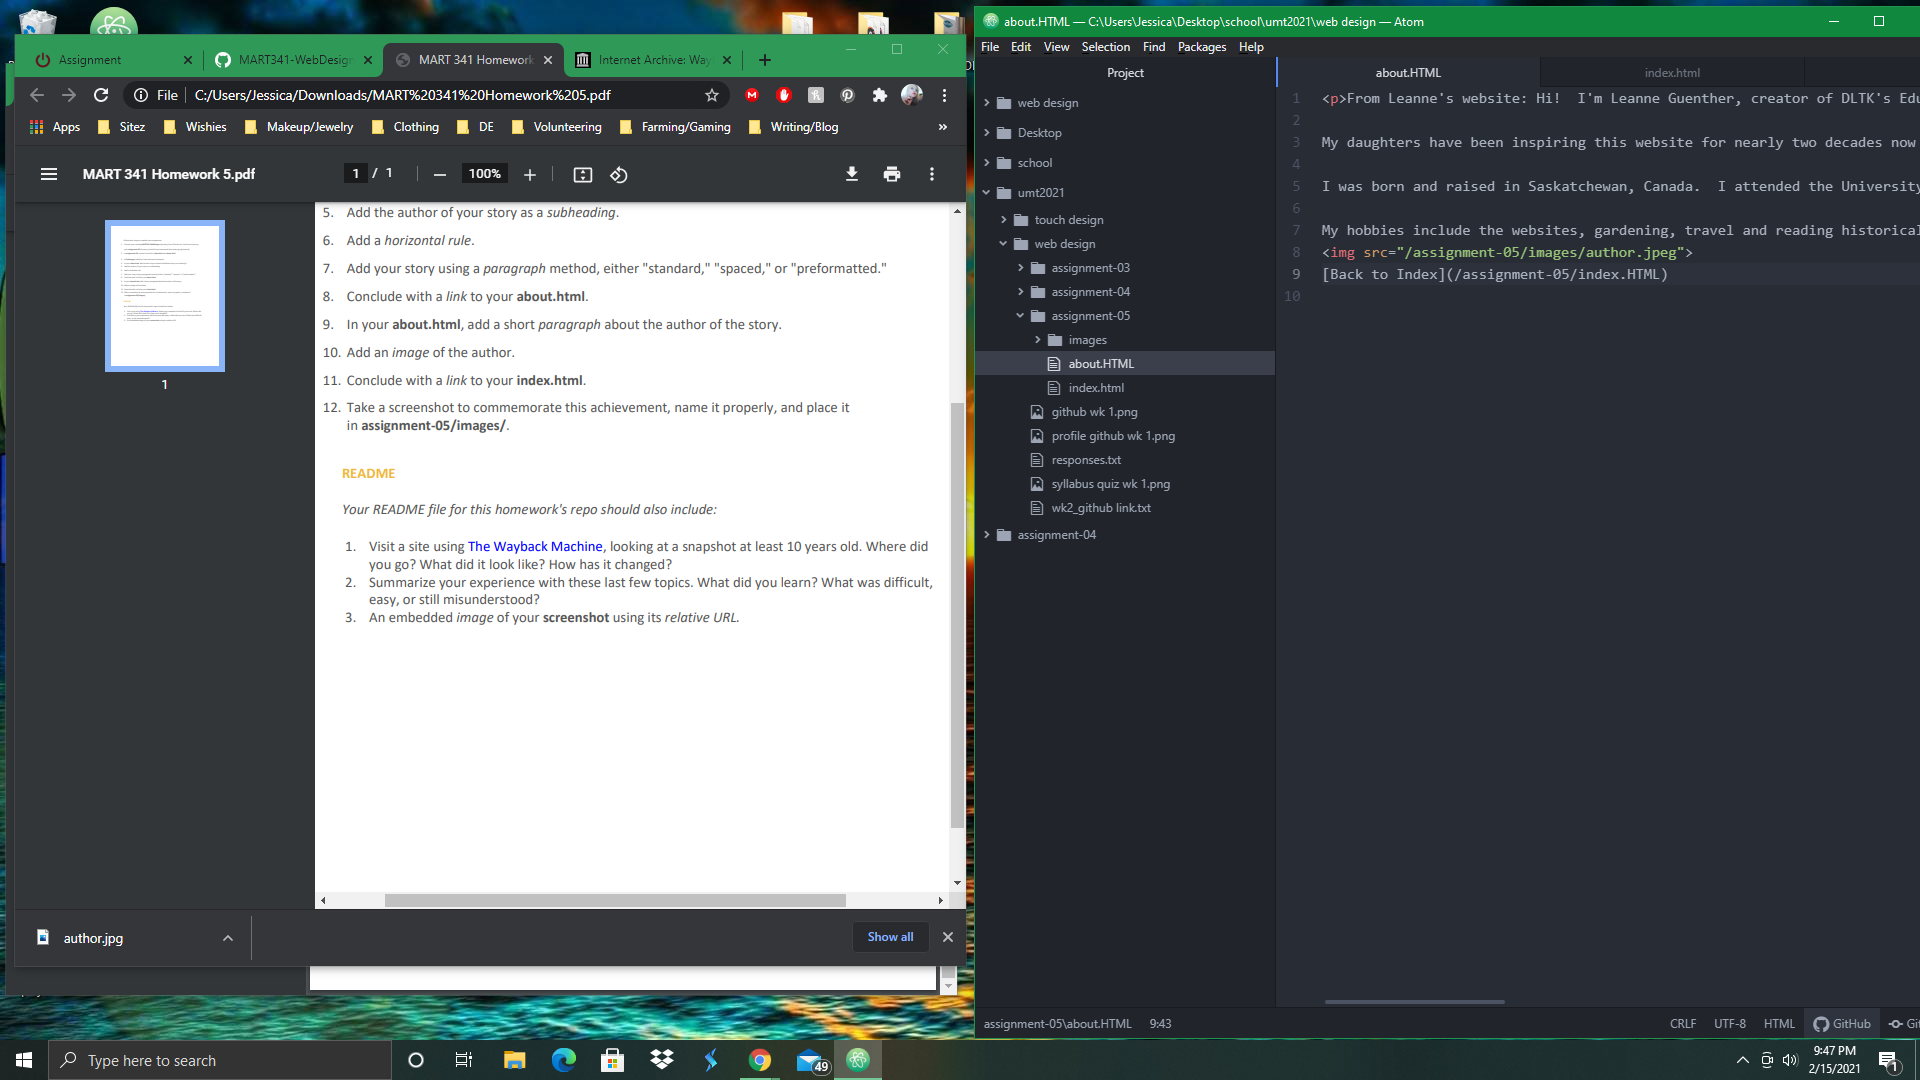 Assignment
MART341-WebDesign
MART 341 Homework
Internet Archive: Way
File
C:/Users/Jessica/Downloads/MART%20341%20Homework%205.pdf
Apps
Sitez
Wishies
Makeup/Jewelry
Clothing
DE
Volunteering
Farming/Gaming
Writing/Blog
»
MART 341 Homework 5.pdf
1 / 1
100%
1
5. Add the author of your story as a subheading.
6. Add a horizontal rule.
7. Add your story using a paragraph method, either "standard," "spaced," or "preformatted."
8. Conclude with a link to your about.html.
9. In your about.html, add a short paragraph about the author of the story.
10. Add an image of the author.
11. Conclude with a link to your index.html.
12. Take a screenshot to commemorate this achievement, name it properly, and place it
in assignment-05/images/.
README
Your README file for this homework's repo should also include:
1. Visit a site using The Wayback Machine, looking at a snapshot at least 10 years old. Where did
you go? What did it look like? How has it changed?
2. Summarize your experience with these last few topics. What did you learn? What was difficult,
easy, or still misunderstood?
3. An embedded image of your screenshot using its relative URL.
author.jpg
Show all
about.HTML — C:\Users\Jessica\Desktop\school\umt2021\web design — Atom
File Edit View Selection Find Packages Help
Project
web design
Desktop
school
umt2021
touch design
web design
assignment-03
assignment-04
assignment-05
images
about.HTML
index.html
github wk 1.png
profile github wk 1.png
responses.txt
syllabus quiz wk 1.png
wk2_github link.txt
assignment-04
about.HTML
index.html
1 <p>From Leanne's website: Hi!  I'm Leanne Guenther, creator of DLTK's Edu
2
3 My daughters have been inspiring this website for nearly two decades now
4
5 I was born and raised in Saskatchewan, Canada.  I attended the University
6
7 My hobbies include the websites, gardening, travel and reading historical
8 <img src="/assignment-05/images/author.jpeg">
9 [Back to Index](/assignment-05/index.HTML)
10
assignment-05\about.HTML 9:43
CRLF UTF-8 HTML GitHub Git
Type here to search
49
9:47 PM
2/15/2021
1